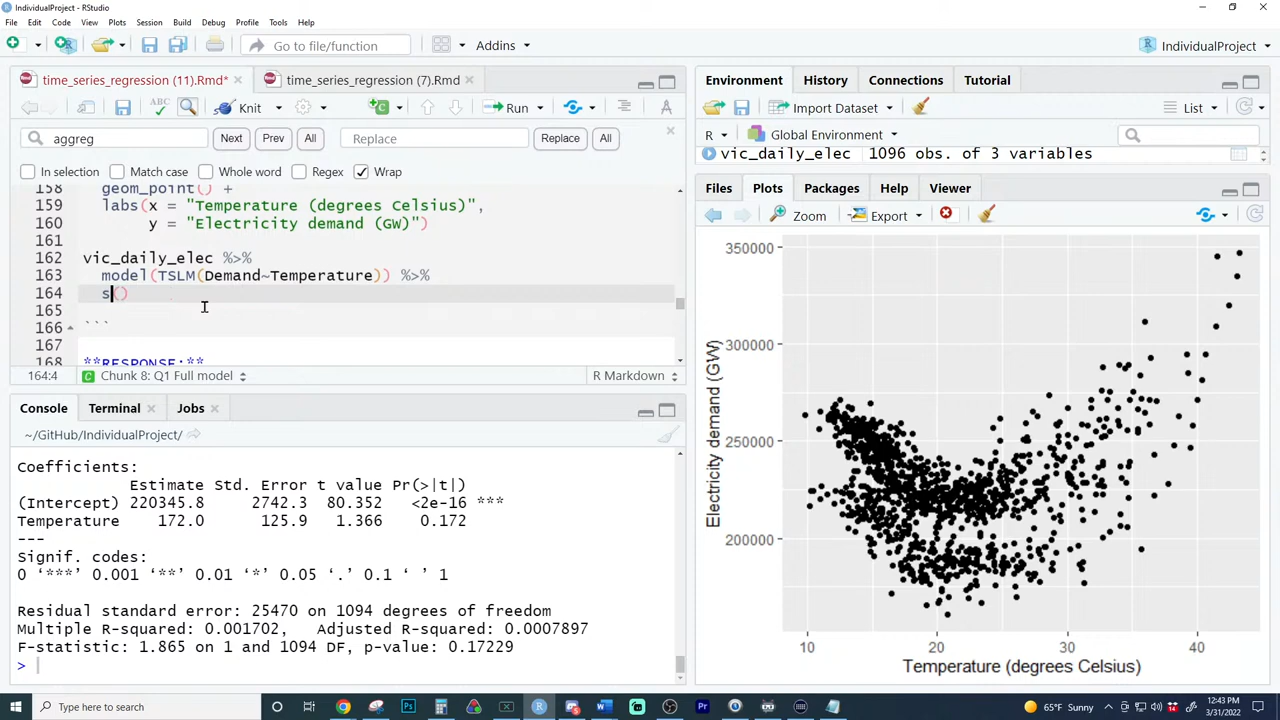 IndividualProject - RStudio
File Edit Code View Plots Session Build Debug Profile Tools Help
Go to file/function Addins IndividualProject
time_series_regression (11).Rmd* time_series_regression (7).Rmd
Knit Run
aggreg Next Prev All Replace Replace All
In selection Match case Whole word Regex Wrap
158 geom_point() +
159 labs(x = "Temperature (degrees Celsius)",
160 y = "Electricity demand (GW)")
161
162 vic_daily_elec %>%
163 model(TSLM(Demand~Temperature)) %>%
164 s()
165
166 ```
167
168 **RESPONSE:**
164:4 Chunk 8: Q1 Full model R Markdown
Console Terminal Jobs
~/GitHub/IndividualProject/
Coefficients:
Estimate Std. Error t value Pr(>|t|)
(Intercept) 220345.8 2742.3 80.352 <2e-16 ***
Temperature 172.0 125.9 1.366 0.172
---
Signif. codes:
0 ‘***’ 0.001 ‘**’ 0.01 ‘*’ 0.05 ‘.’ 0.1 ‘ ’ 1
Residual standard error: 25470 on 1094 degrees of freedom
Multiple R-squared: 0.001702, Adjusted R-squared: 0.0007897
F-statistic: 1.865 on 1 and 1094 DF, p-value: 0.17229
>
Environment History Connections Tutorial
Import Dataset List
R Global Environment
vic_daily_elec 1096 obs. of 3 variables
Files Plots Packages Help Viewer
Zoom Export
350000
300000
250000
200000
Electricity demand (GW)
10 20 30 40
Temperature (degrees Celsius)
Type here to search
65°F Sunny
12:43 PM
3/31/2022